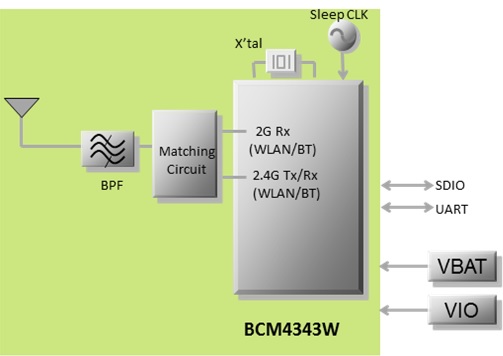 Sleep CLK
X'tal
2G Rx
(WLAN/BT)
Matching
Circuit
2.4G Tx/Rx
(WLAN/BT)
BPF
SDIO
UART
VBAT
VIO
BCM4343W